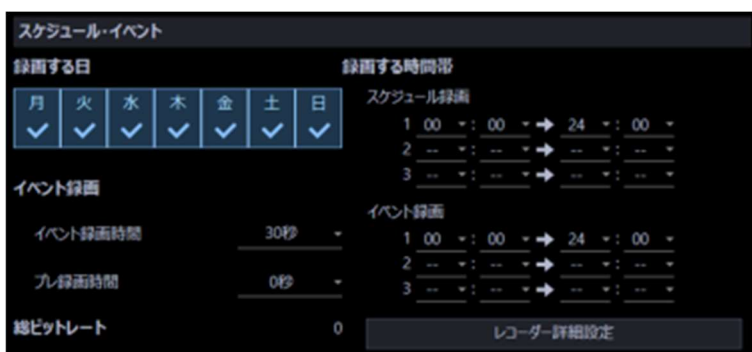 スケジュール・イベント
録画する日
月 火 水 木 金 土 日
イベント録画
イベント録画時間 30秒
プレ録画時間 0秒
総ビットレート 0
録画する時間帯
スケジュール録画
1 00 : 00 → 24 : 00
2 -- : -- → -- : --
3 -- : -- → -- : --
イベント録画
1 00 : 00 → 24 : 00
2 -- : -- → -- : --
3 -- : -- → -- : --
レコーダー詳細設定